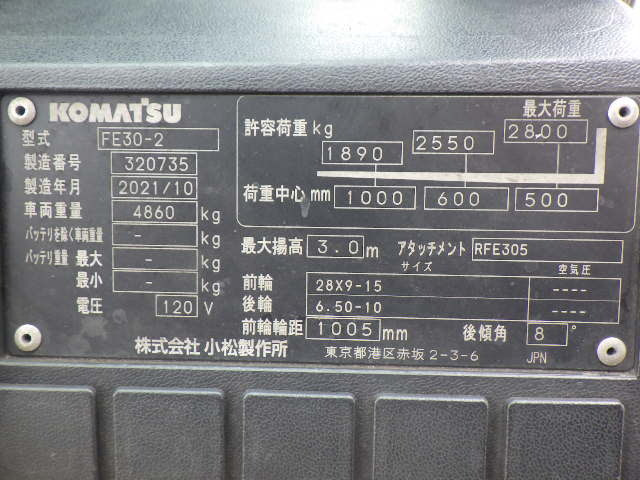 KOMATSU
型式 FE30-2
製造番号 320735
製造年月 2021/10
車両重量 4860 kg
バッテリを除く車両重量 - kg
バッテリ重量 最大 - kg
最小 - kg
電圧 120 V
最大荷重
許容荷重 kg 1890 2550 2800
荷重中心 mm 1000 600 500
最大揚高 3.0 m アタッチメント RFE305
サイズ 空気圧
前輪 28X9-15 ----
後輪 6.50-10 ----
前輪輪距 1005 mm 後傾角 8 °
株式会社 小松製作所 東京都港区赤坂 2-3-6 JPN